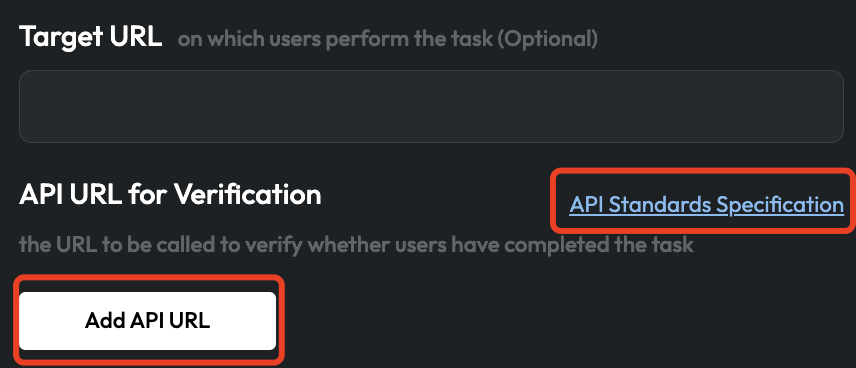 Target URL on which users perform the task (Optional)
API URL for Verification
API Standards Specification
the URL to be called to verify whether users have completed the task
Add API URL